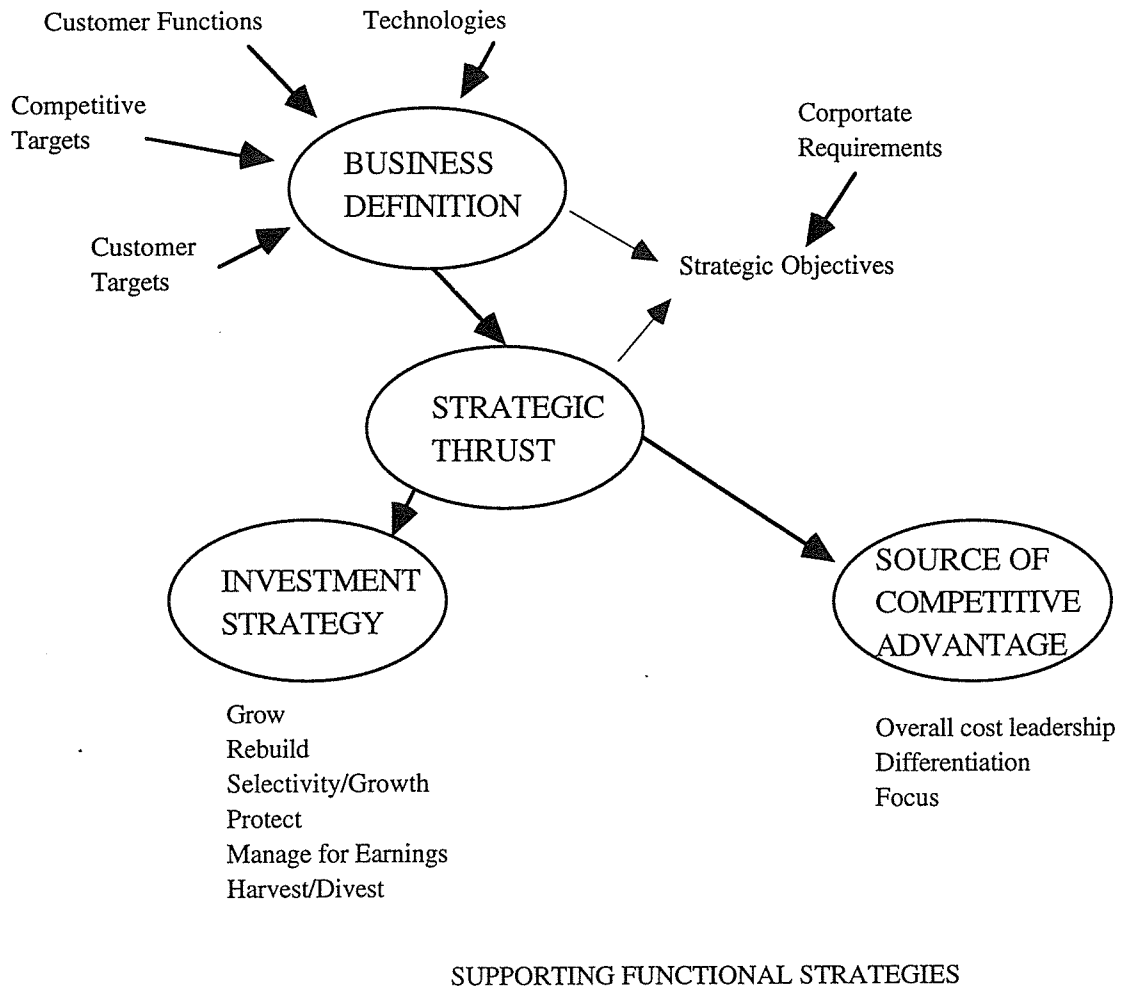 Customer Functions
Technologies
Competitive
Targets
Corportate
Requirements
BUSINESS
DEFINITION
Customer
Targets
Strategic Objectives
STRATEGIC
THRUST
INVESTMENT
STRATEGY
SOURCE OF
COMPETITIVE
ADVANTAGE
Grow
Rebuild
Selectivity/Growth
Protect
Manage for Earnings
Harvest/Divest
Overall cost leadership
Differentiation
Focus
SUPPORTING FUNCTIONAL STRATEGIES